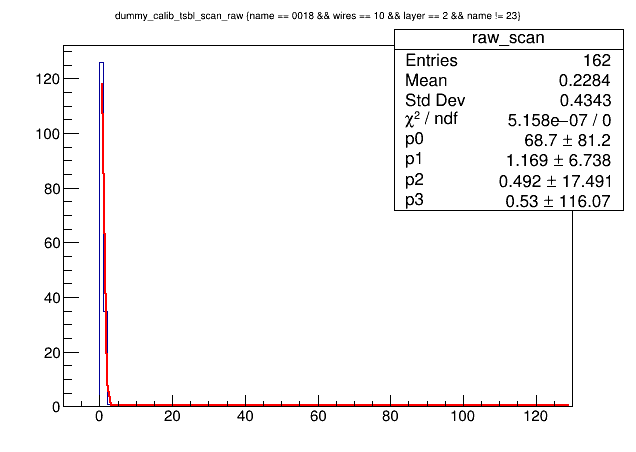 dummy_calib_tsbl_scan_raw {name == 0018 && wires == 10 && layer == 2 && name != 23}
raw_scan
Entries 162
Mean 0.2284
Std Dev 0.4343
χ² / ndf 5.158e−07 / 0
p0 68.7 ± 81.2
p1 1.169 ± 6.738
p2 0.492 ± 17.491
p3 0.53 ± 116.07
120
100
80
60
40
20
0
0 20 40 60 80 100 120